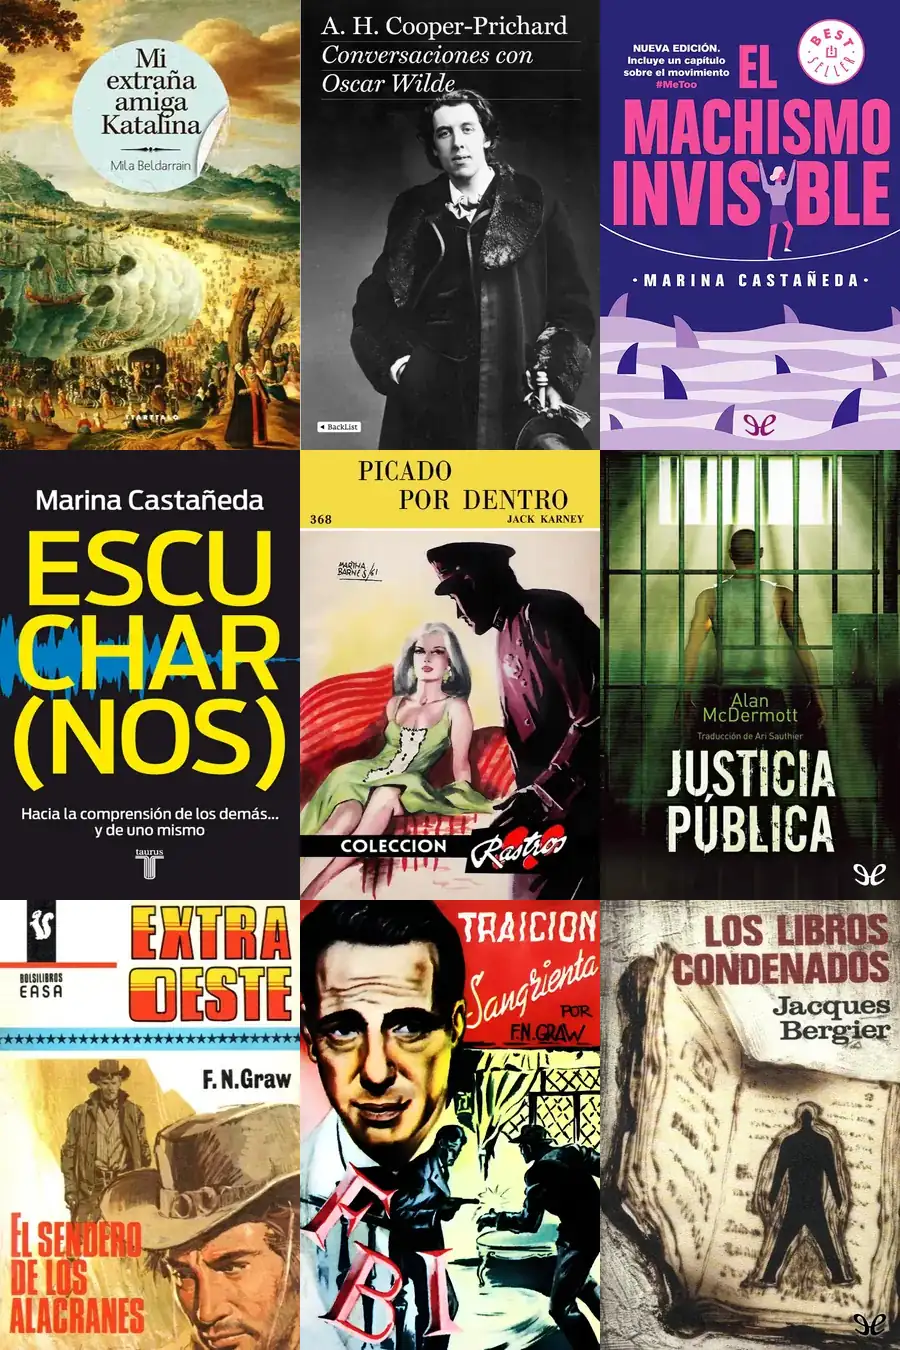 Mi
extraña
amiga
Katalina
Mila Beldarrain
TTARTTALO
A. H. Cooper-Prichard
Conversaciones con
Oscar Wilde
BackList
NUEVA EDICIÓN.
Incluye un capítulo
sobre el movimiento
#MeToo
BEST
SELLER
EL
MACHISMO
INVISIBLE
·MARINA CASTAÑEDA·
Marina Castañeda
ESCU
CHAR
(NOS)
Hacia la comprensión de los demás...
y de uno mismo
taurus
PICADO
POR DENTRO
368
JACK KARNEY
MARTHA
BARNES/61
COLECCION Rastros
Alan
McDermott
Traducción de Ari Sauthier
JUSTICIA
PÚBLICA
BOLSILIBROS
EASA
EXTRA
OESTE
F. N. Graw
EL SENDERO
DE LOS
ALACRANES
TRAICION
Sangrienta
POR
F.N. GRAW
FBI
LOS LIBROS
CONDENADOS
Jacques
Bergier